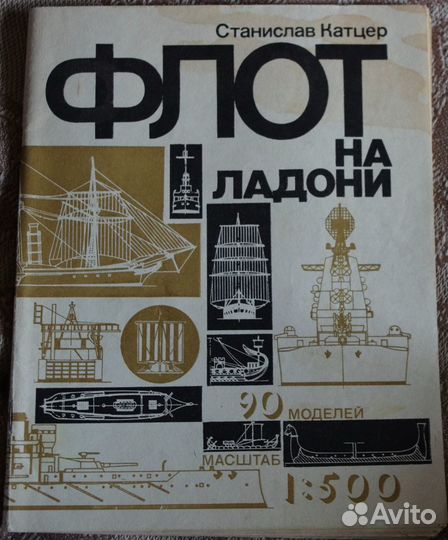 Станислав Катцер
ФЛОТ
НА
ЛАДОНИ
90 МОДЕЛЕЙ
МАСШТАБ
1:500
Avito